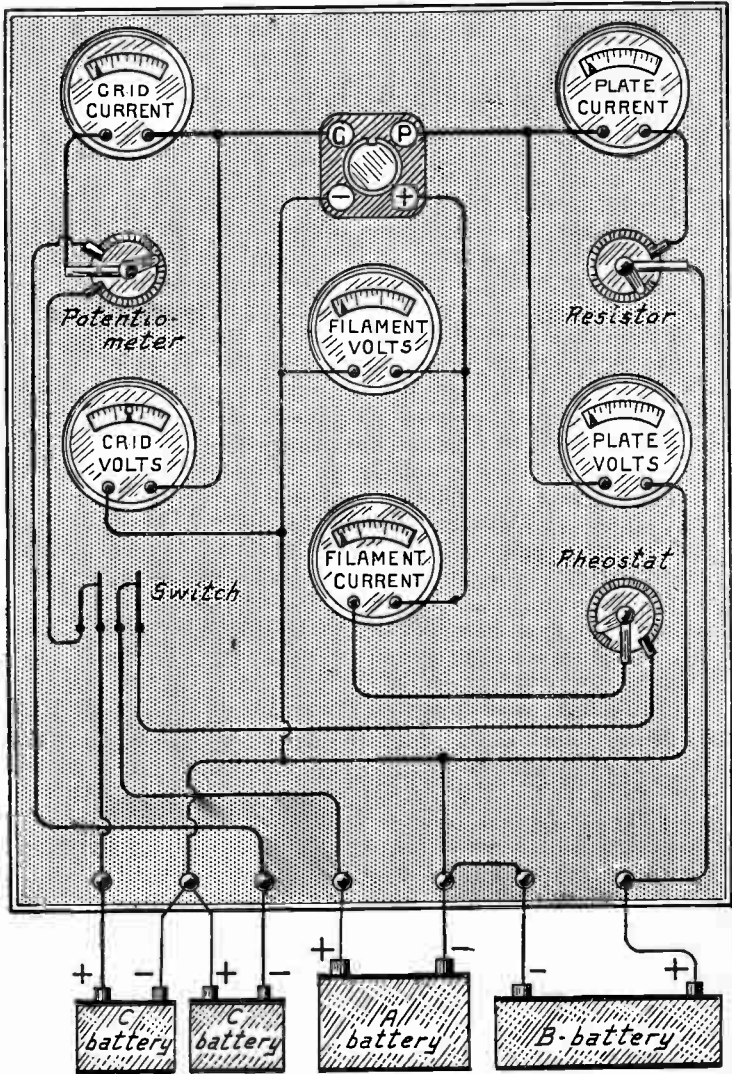 GRID
CURRENT
PLATE
CURRENT
G P
- +
Potentio-
meter
FILAMENT
VOLTS
Resistor
GRID
VOLTS
PLATE
VOLTS
FILAMENT
CURRENT
Rheostat
Switch
+ - + - + - - +
C
battery
C
battery
A
battery
B-battery